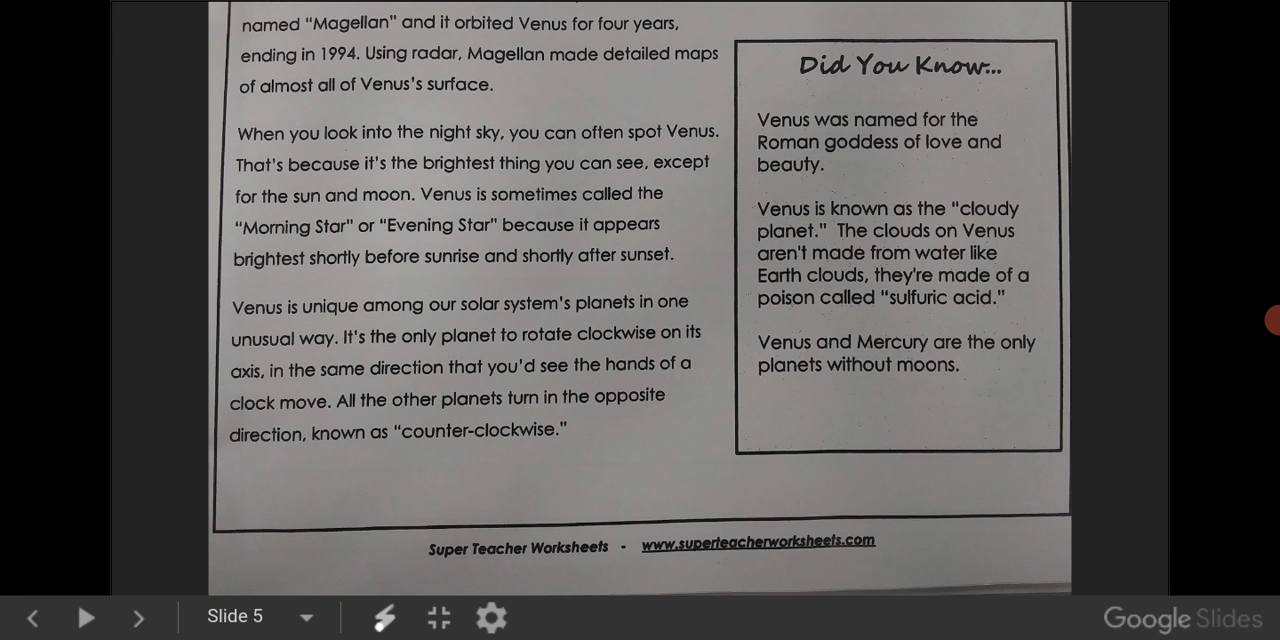 named “Magellan” and it orbited Venus for four years,
ending in 1994. Using radar, Magellan made detailed maps
of almost all of Venus's surface.
When you look into the night sky, you can often spot Venus.
That's because it's the brightest thing you can see, except
for the sun and moon. Venus is sometimes called the
“Morning Star” or “Evening Star” because it appears
brightest shortly before sunrise and shortly after sunset.
Venus is unique among our solar system's planets in one
unusual way. It's the only planet to rotate clockwise on its
axis, in the same direction that you'd see the hands of a
clock move. All the other planets turn in the opposite
direction, known as “counter-clockwise.”
Did You Know...
Venus was named for the
Roman goddess of love and
beauty.
Venus is known as the "cloudy
planet." The clouds on Venus
aren't made from water like
Earth clouds, they're made of a
poison called "sulfuric acid."
Venus and Mercury are the only
planets without moons.
Super Teacher Worksheets - www.superteacherworksheets.com
Slide 5
Google Slides